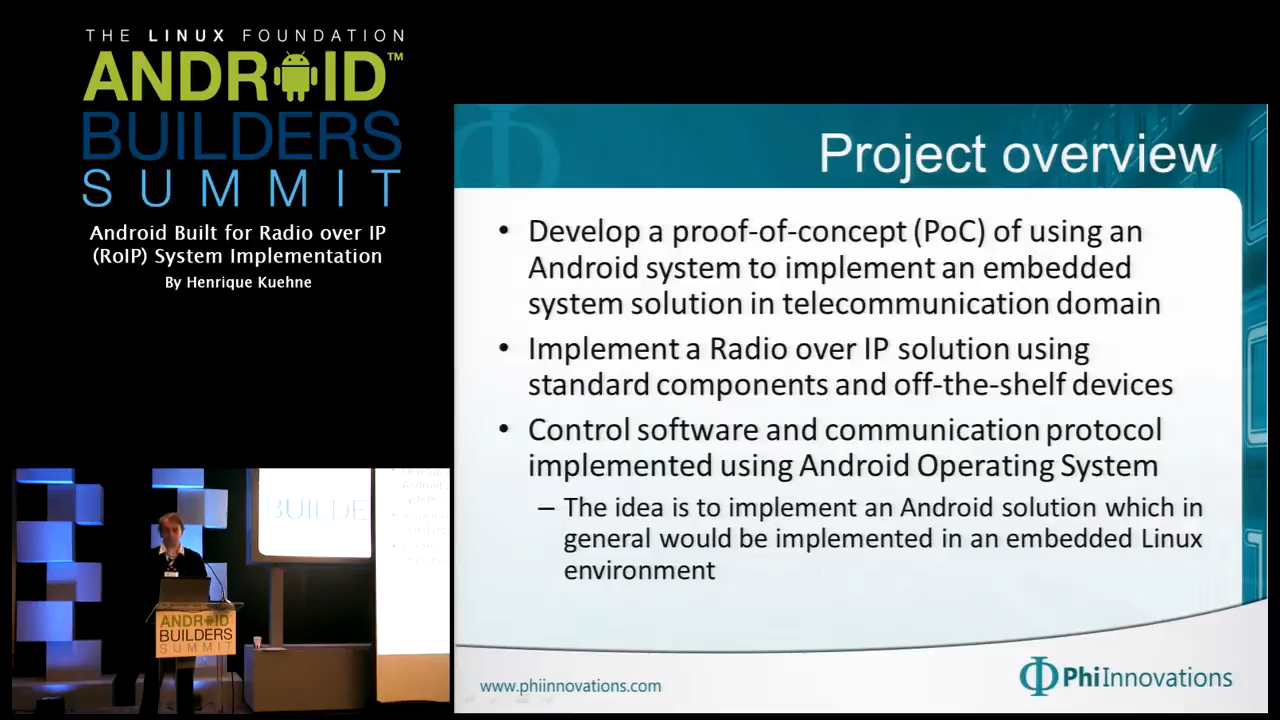 THE LINUX FOUNDATION
ANDROID™
BUILDERS
SUMMIT
Android Built for Radio over IP
(RoIP) System Implementation
By Henrique Kuehne
Project overview
• Develop a proof-of-concept (PoC) of using an
Android system to implement an embedded
system solution in telecommunication domain
• Implement a Radio over IP solution using
standard components and off-the-shelf devices
• Control software and communication protocol
implemented using Android Operating System
– The idea is to implement an Android solution which in
general would be implemented in an embedded Linux
environment
www.phiinnovations.com
PhiInnovations
BUILDE
ANDROID
BUILDERS
SUMMIT